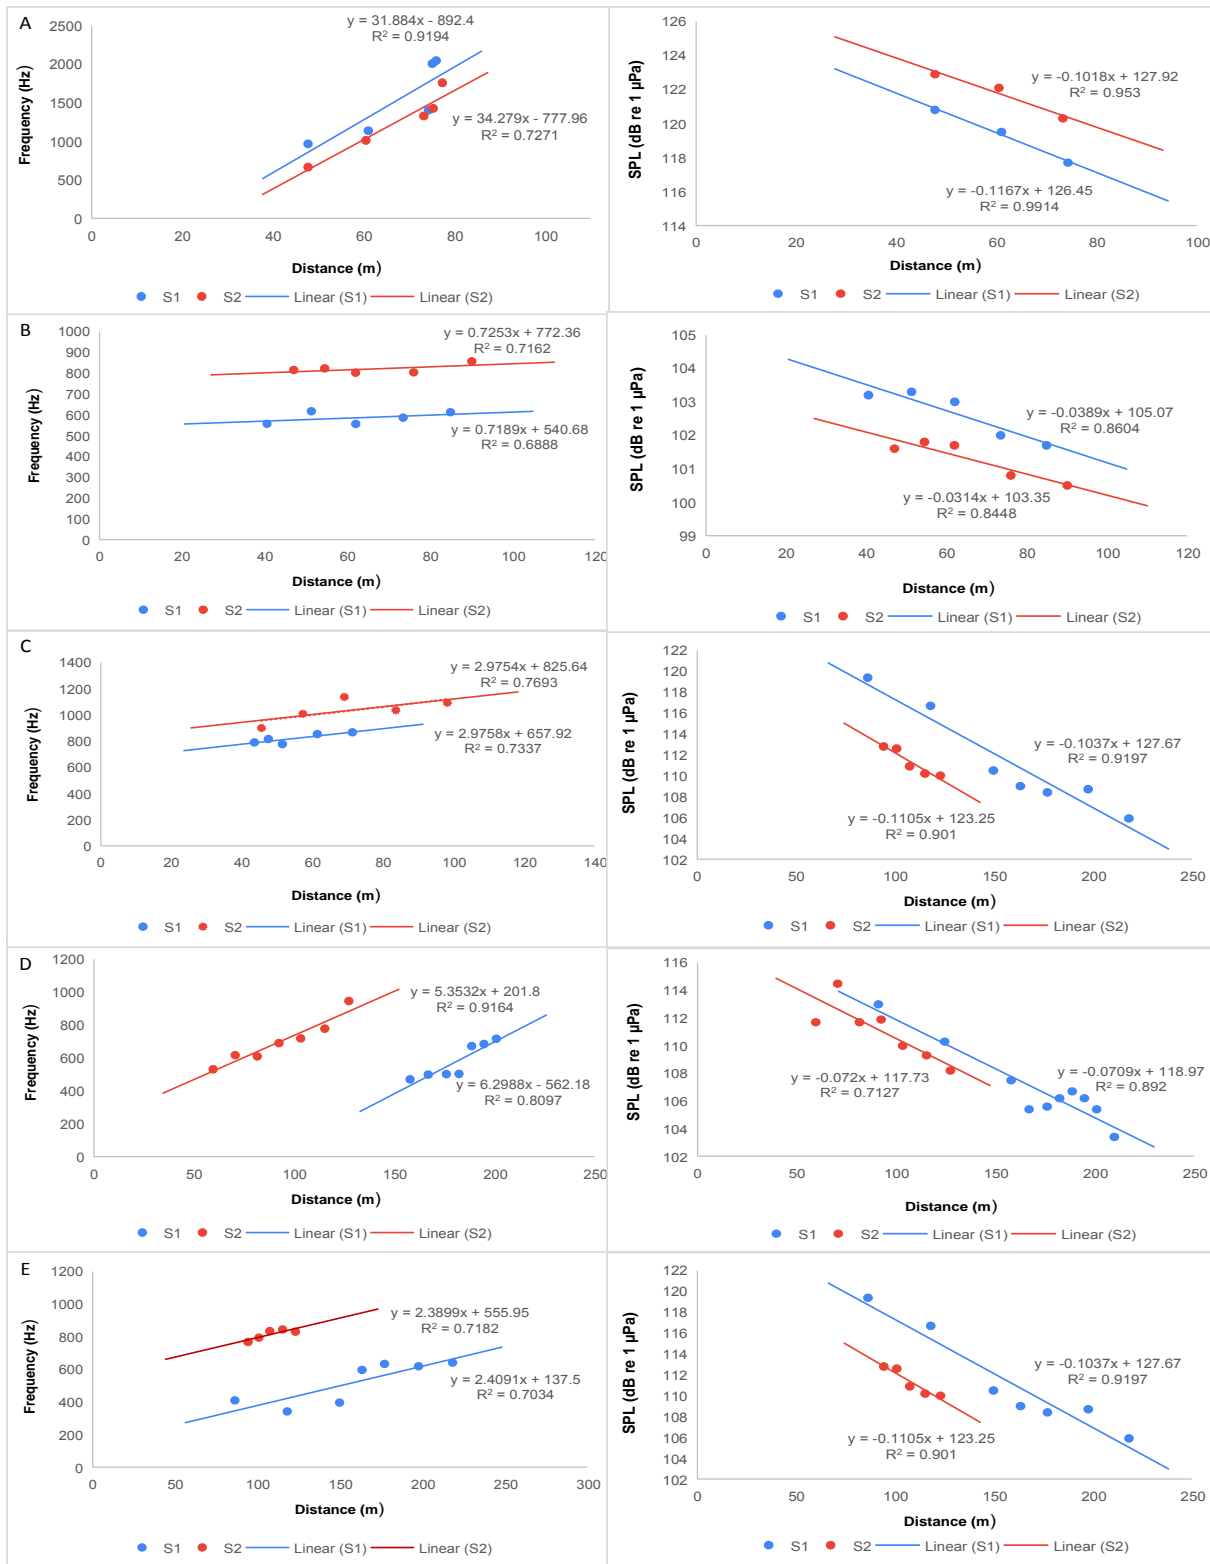 A
y = 31.884x - 892.4
R² = 0.9194
y = 34.279x - 777.96
R² = 0.7271
Frequency (Hz)
2500
2000
1500
1000
500
0
0 20 40 60 80 100
Distance (m)
S1 S2 Linear (S1) Linear (S2)
126
124
122
120
118
116
114
SPL (dB re 1 µPa)
y = -0.1018x + 127.92
R² = 0.953
y = -0.1167x + 126.45
R² = 0.9914
0 20 40 60 80 100
Distance (m)
S1 S2 Linear (S1) Linear (S2)
B
y = 0.7253x + 772.36
R² = 0.7162
y = 0.7189x + 540.68
R² = 0.6888
Frequency (Hz)
1000
900
800
700
600
500
400
300
200
100
0
0 20 40 60 80 100 120
Distance (m)
S1 S2 Linear (S1) Linear (S2)
105
104
103
102
101
100
99
SPL (dB re 1 µPa)
y = -0.0389x + 105.07
R² = 0.8604
y = -0.0314x + 103.35
R² = 0.8448
0 20 40 60 80 100 120
Distance (m)
S1 S2 Linear (S1) Linear (S2)
C
y = 2.9754x + 825.64
R² = 0.7693
y = 2.9758x + 657.92
R² = 0.7337
Frequency (Hz)
1400
1200
1000
800
600
400
200
0
0 20 40 60 80 100 120 140
Distance (m)
S1 S2 Linear (S1) Linear (S2)
122
120
118
116
114
112
110
108
106
104
102
SPL (dB re 1 µPa)
y = -0.1037x + 127.67
R² = 0.9197
y = -0.1105x + 123.25
R² = 0.901
0 50 100 150 200 250
Distance (m)
S1 S2 Linear (S1) Linear (S2)
D
y = 5.3532x + 201.8
R² = 0.9164
y = 6.2988x - 562.18
R² = 0.8097
Frequency (Hz)
1200
1000
800
600
400
200
0
0 50 100 150 200 250
Distance (m)
S1 S2 Linear (S1) Linear (S2)
116
114
112
110
108
106
104
102
SPL (dB re 1 µPa)
y = -0.072x + 117.73
R² = 0.7127
y = -0.0709x + 118.97
R² = 0.892
0 50 100 150 200 250
Distance (m)
S1 S2 Linear (S1) Linear (S2)
E
y = 2.3899x + 555.95
R² = 0.7182
y = 2.4091x + 137.5
R² = 0.7034
Frequency (Hz)
1200
1000
800
600
400
200
0
0 50 100 150 200 250 300
Distance (m)
S1 S2 Linear (S1) Linear (S2)
122
120
118
116
114
112
110
108
106
104
102
SPL (dB re 1 µPa)
y = -0.1037x + 127.67
R² = 0.9197
y = -0.1105x + 123.25
R² = 0.901
0 50 100 150 200 250
Distance (m)
S1 S2 Linear (S1) Linear (S2)